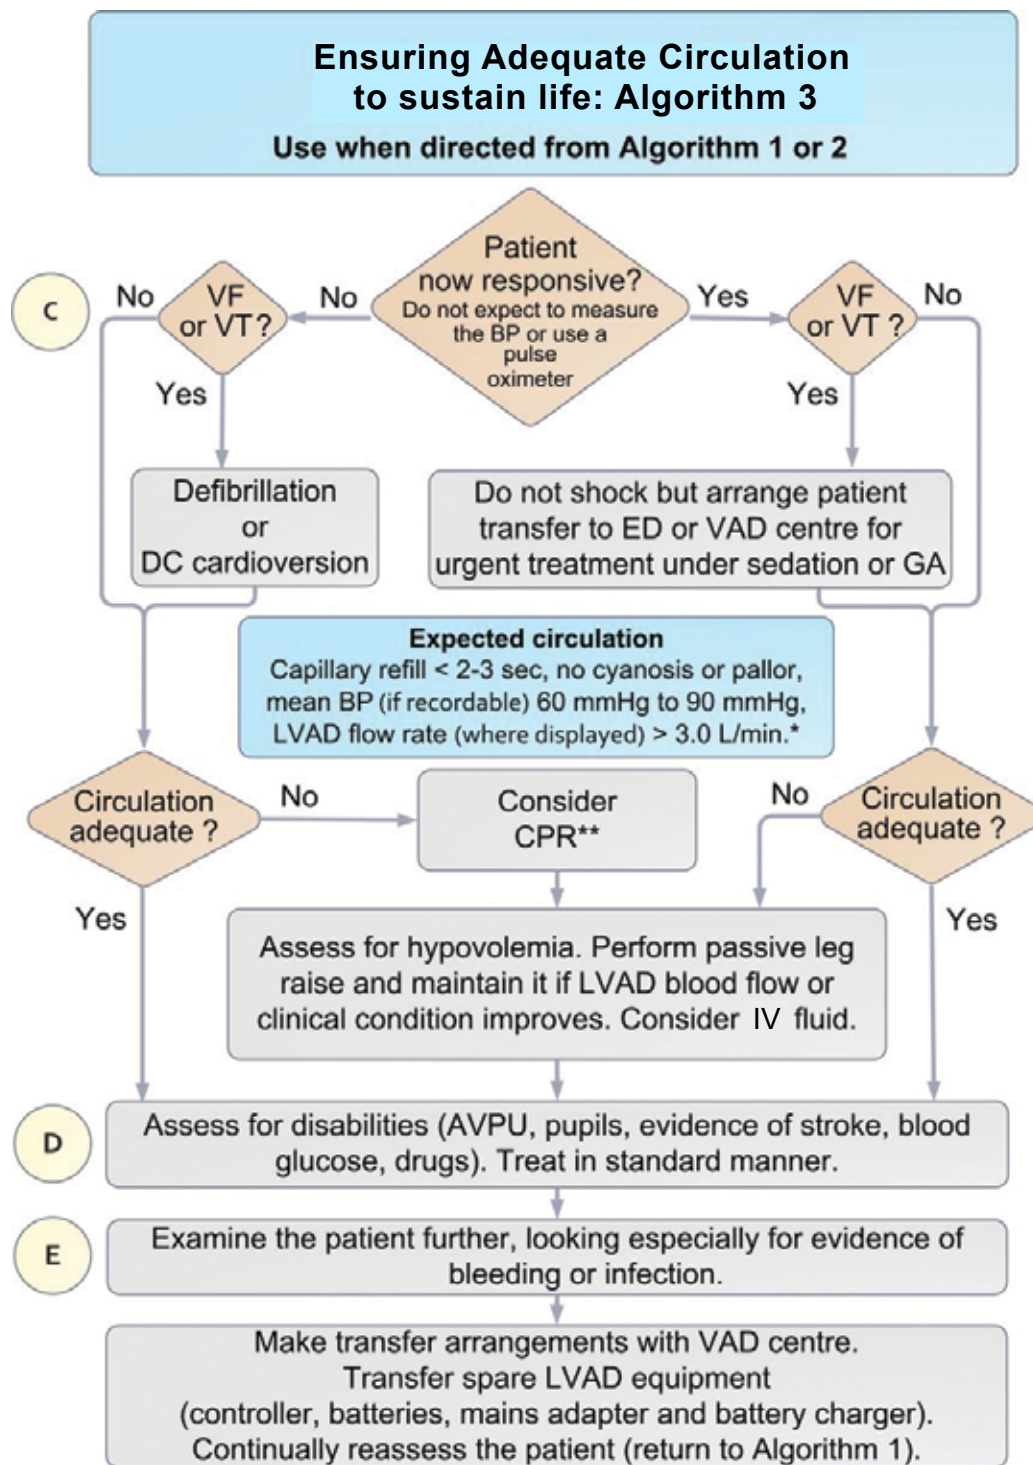 Ensuring Adequate Circulation
to sustain life: Algorithm 3
Use when directed from Algorithm 1 or 2
C
No
VF
or VT?
No
Patient
now responsive?
Do not expect to measure
the BP or use a
pulse
oximeter
Yes
VF
or VT ?
No
Yes
Yes
Defibrillation
or
DC cardioversion
Do not shock but arrange patient
transfer to ED or VAD centre for
urgent treatment under sedation or GA
Expected circulation
Capillary refill < 2-3 sec, no cyanosis or pallor,
mean BP (if recordable) 60 mmHg to 90 mmHg,
LVAD flow rate (where displayed) > 3.0 L/min.*
Circulation
adequate ?
No
Consider
CPR**
No
Circulation
adequate ?
Yes
Yes
Assess for hypovolemia. Perform passive leg
raise and maintain it if LVAD blood flow or
clinical condition improves. Consider IV fluid.
D
Assess for disabilities (AVPU, pupils, evidence of stroke, blood
glucose, drugs). Treat in standard manner.
E
Examine the patient further, looking especially for evidence of
bleeding or infection.
Make transfer arrangements with VAD centre.
Transfer spare LVAD equipment
(controller, batteries, mains adapter and battery charger).
Continually reassess the patient (return to Algorithm 1).